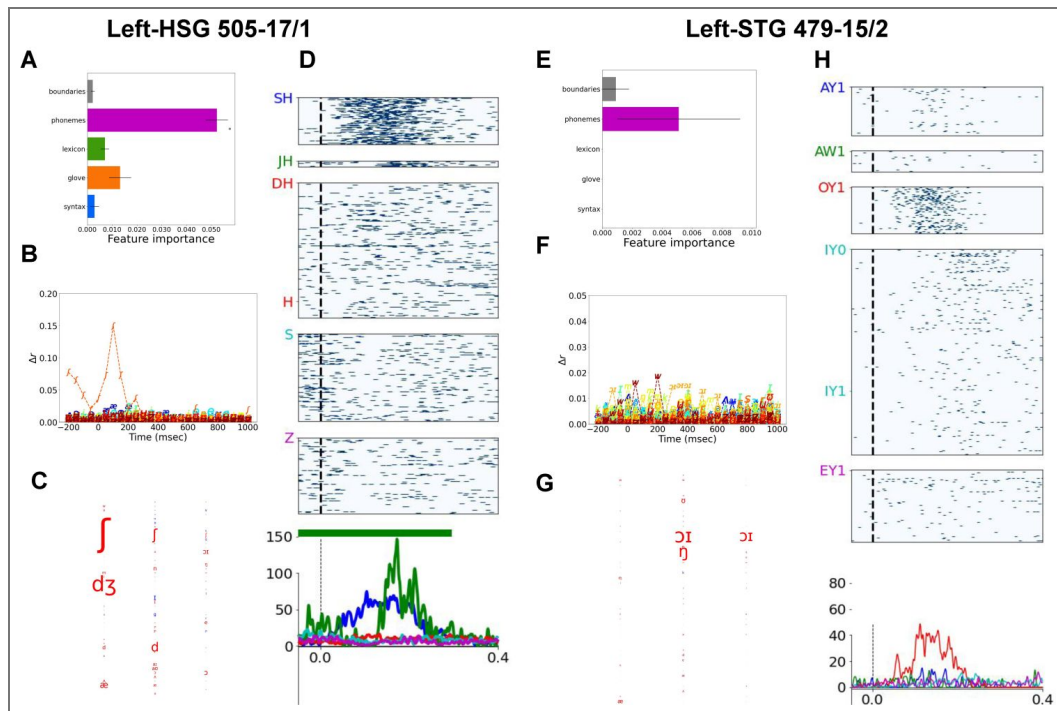 Left-HSG 505-17/1
Left-STG 479-15/2
A
boundaries
phonemes
lexicon
glove
syntax
0.000 0.010 0.020 0.030 0.040 0.050
Feature importance
B
0.20
0.15
0.10
0.05
0.00
Δr
−200 0 200 400 600 800 1000
Time (msec)
C
ʃ
dʒ
æ
ʃ
d
ɔɪ
D
SH
JH
DH
H
S
Z
150
100
50
0
0.0 0.4
E
boundaries
phonemes
lexicon
glove
syntax
0.000 0.002 0.004 0.006 0.008 0.010
Feature importance
F
0.05
0.04
0.03
0.02
0.01
0.00
Δr
−200 0 200 400 600 800 1000
Time (msec)
G
ɔɪ
ŋ
ɔɪ
H
AY1
AW1
OY1
IY0
IY1
EY1
80
60
40
20
0
0.0 0.4